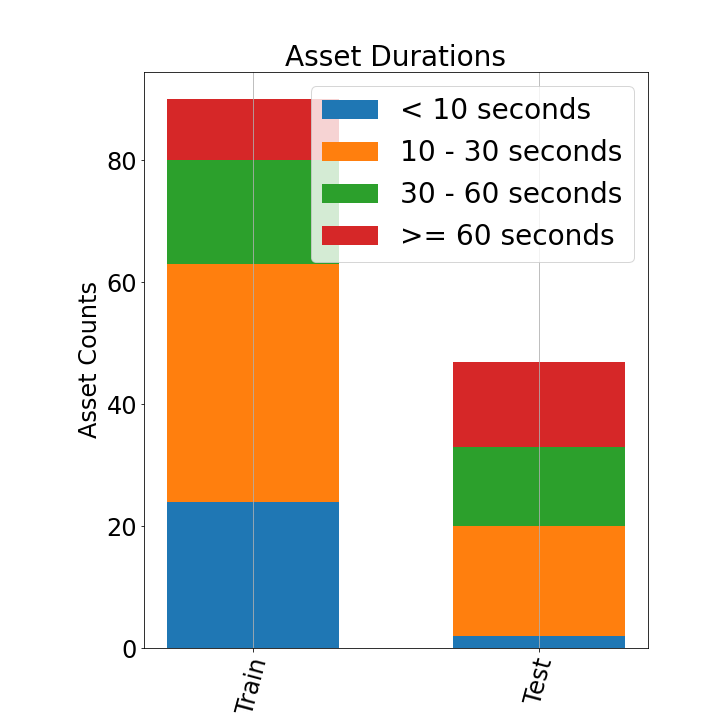 Asset Durations
< 10 seconds
10 - 30 seconds
30 - 60 seconds
>= 60 seconds
Asset Counts
80
60
40
20
0
Train
Test